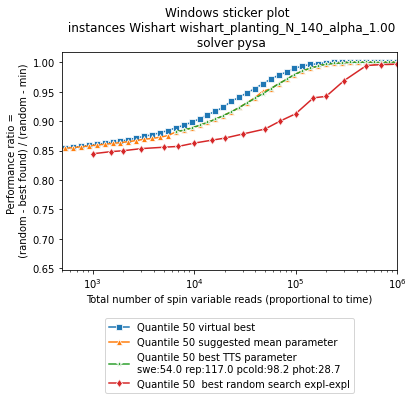 Windows sticker plot
instances Wishart wishart_planting_N_140_alpha_1.00
solver pysa
Performance ratio =
(random - best found) / (random - min)
1.00
0.95
0.90
0.85
0.80
0.75
0.70
0.65
10³
10⁴
10⁵
10⁶
Total number of spin variable reads (proportional to time)
Quantile 50 virtual best
Quantile 50 suggested mean parameter
Quantile 50 best TTS parameter
swe:54.0 rep:117.0 pcold:98.2 phot:28.7
Quantile 50  best random search expl-expl